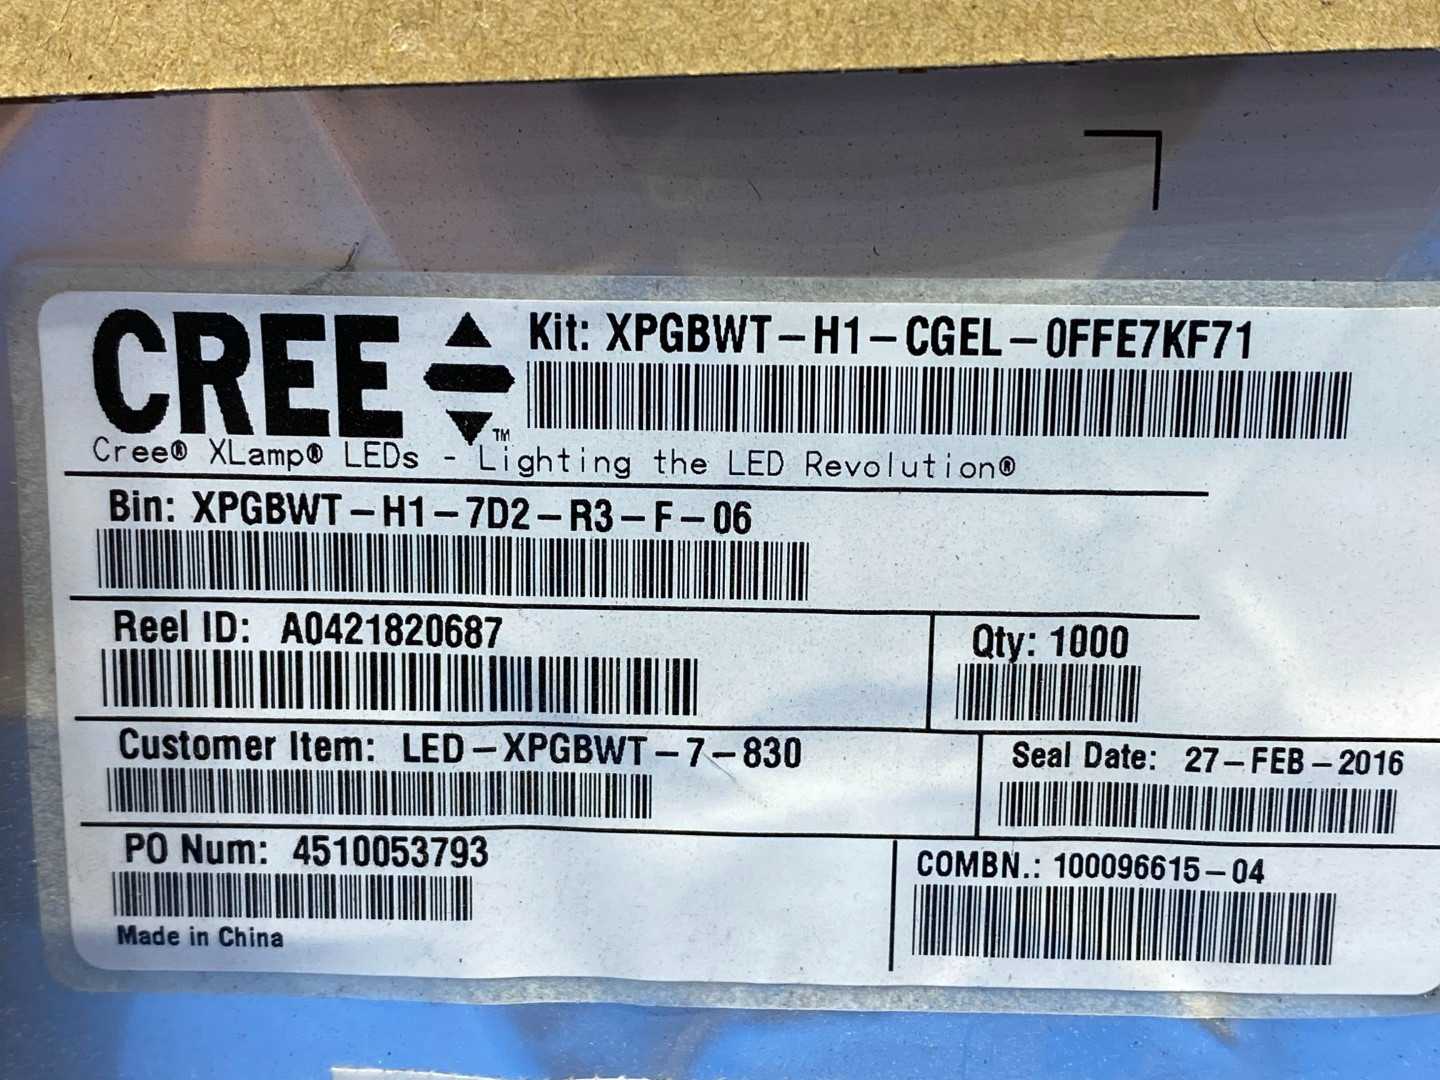 CREE ™
Kit: XPGBWT-H1-CGEL-0FFE7KF71
Cree® XLamp® LEDs - Lighting the LED Revolution®
Bin: XPGBWT-H1-7D2-R3-F-06
Reel ID: A0421820687
Qty: 1000
Customer Item: LED-XPGBWT-7-830
Seal Date: 27-FEB-2016
PO Num: 4510053793
COMBN.: 100096615-04
Made in China